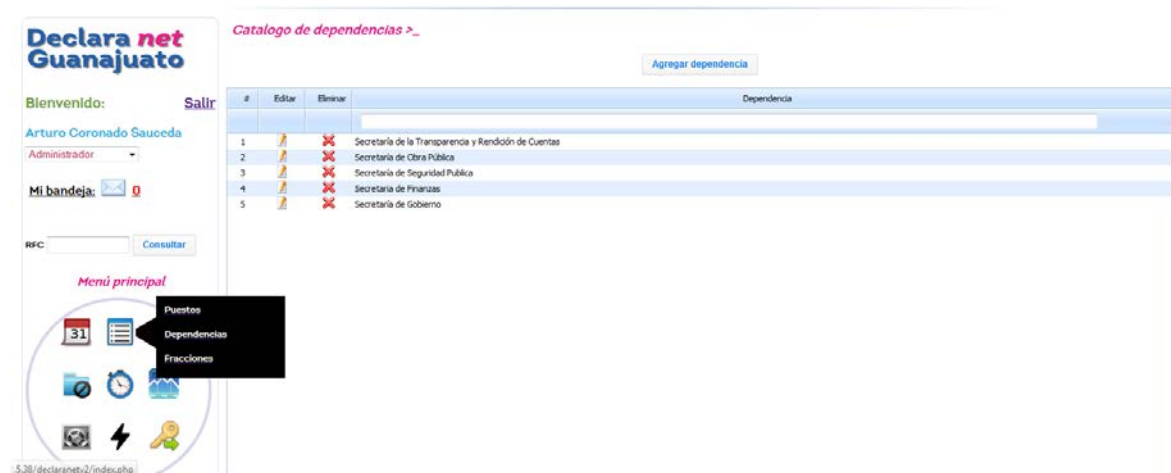 Declara net
Guanajuato
Bienvenido:
Salir
Arturo Coronado Sauceda
Administrador
Mi bandeja: 0
RFC
Consultar
Menú principal
31
Puestos
Dependencias
Fracciones
5.38/declaranetv2/index.php
Catalogo de dependencias >_
Agregar dependencia
# Editar Eliminar Dependencia
1 Secretaría de la Transparencia y Rendición de Cuentas
2 Secretaría de Obra Pública
3 Secretaría de Seguridad Publica
4 Secretaria de Finanzas
5 Secretaría de Gobierno